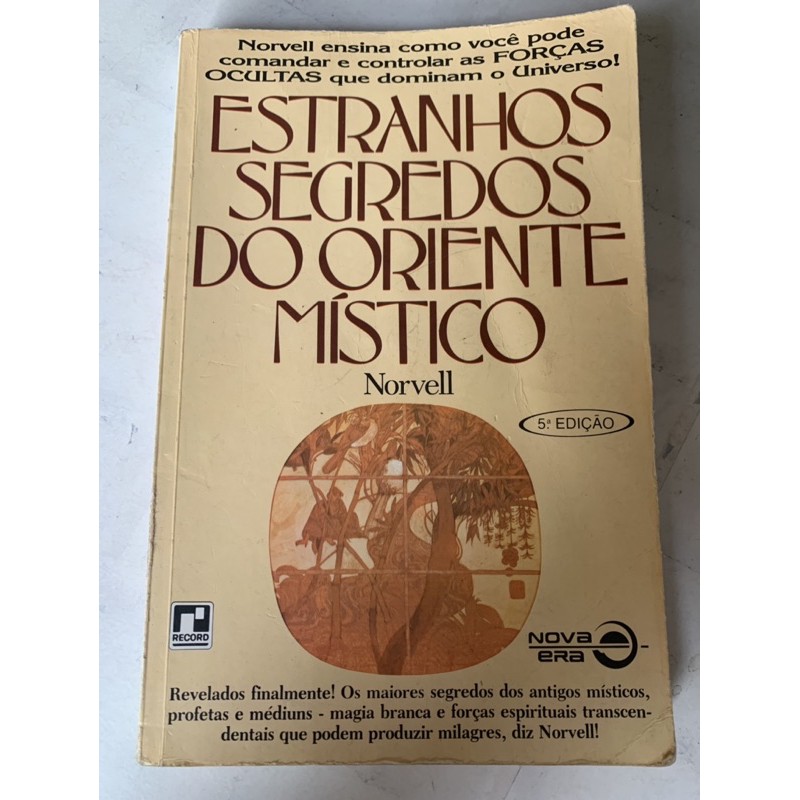 Norvell ensina como você pode
comandar e controlar as FORÇAS
OCULTAS que dominam o Universo!
ESTRANHOS
SEGREDOS
DO ORIENTE
MÍSTICO
Norvell
5ª EDIÇÃO
RECORD
NOVA
ERA
Revelados finalmente! Os maiores segredos dos antigos místicos,
profetas e médiuns - magia branca e forças espirituais transcen-
dentais que podem produzir milagres, diz Norvell!